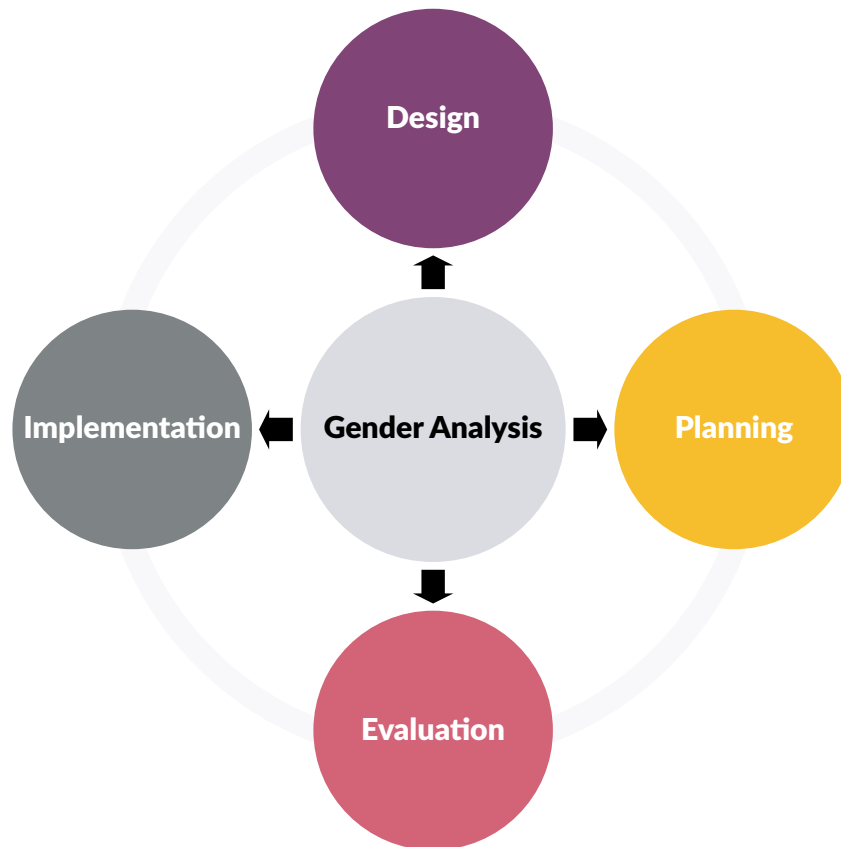 Design
Implementation
Gender Analysis
Planning
Evaluation